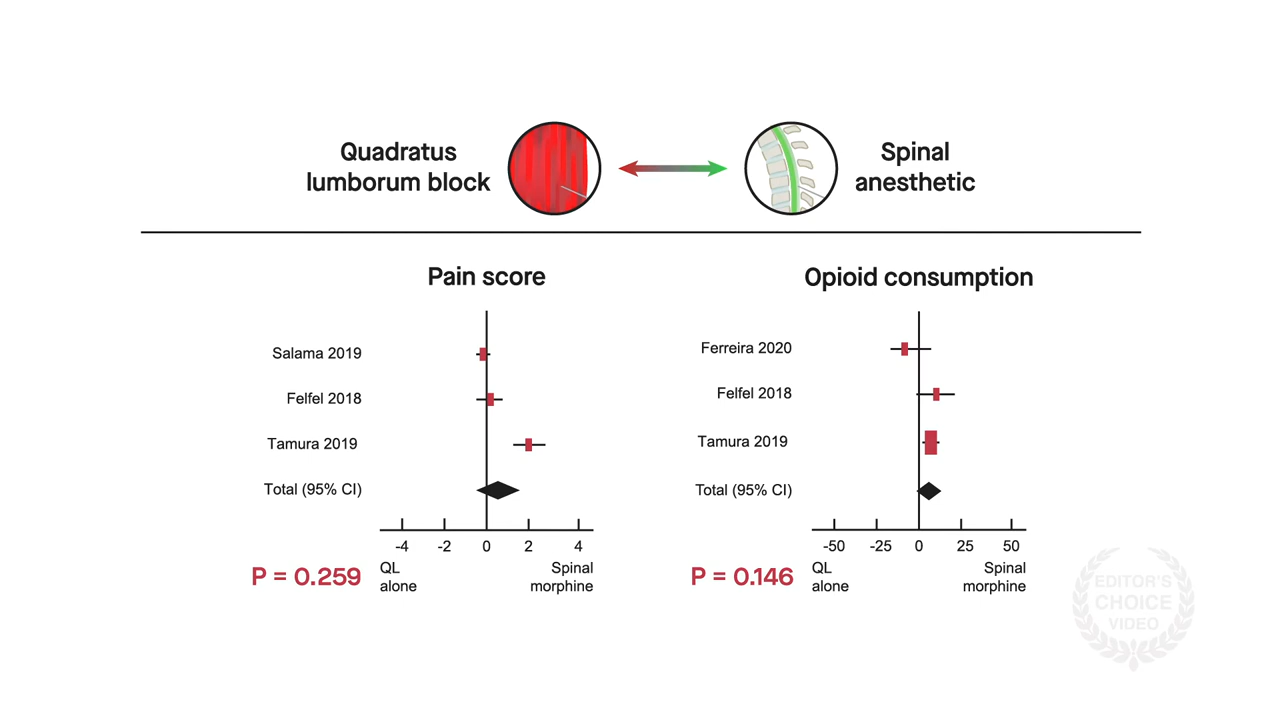 Quadratus
lumborum block
Spinal
anesthetic
Pain score
Salama 2019
Felfel 2018
Tamura 2019
Total (95% CI)
-4 -2 0 2 4
P = 0.259
QL
alone
Spinal
morphine
Opioid consumption
Ferreira 2020
Felfel 2018
Tamura 2019
Total (95% CI)
-50 -25 0 25 50
P = 0.146
QL
alone
Spinal
morphine
EDITOR'S
CHOICE
VIDEO